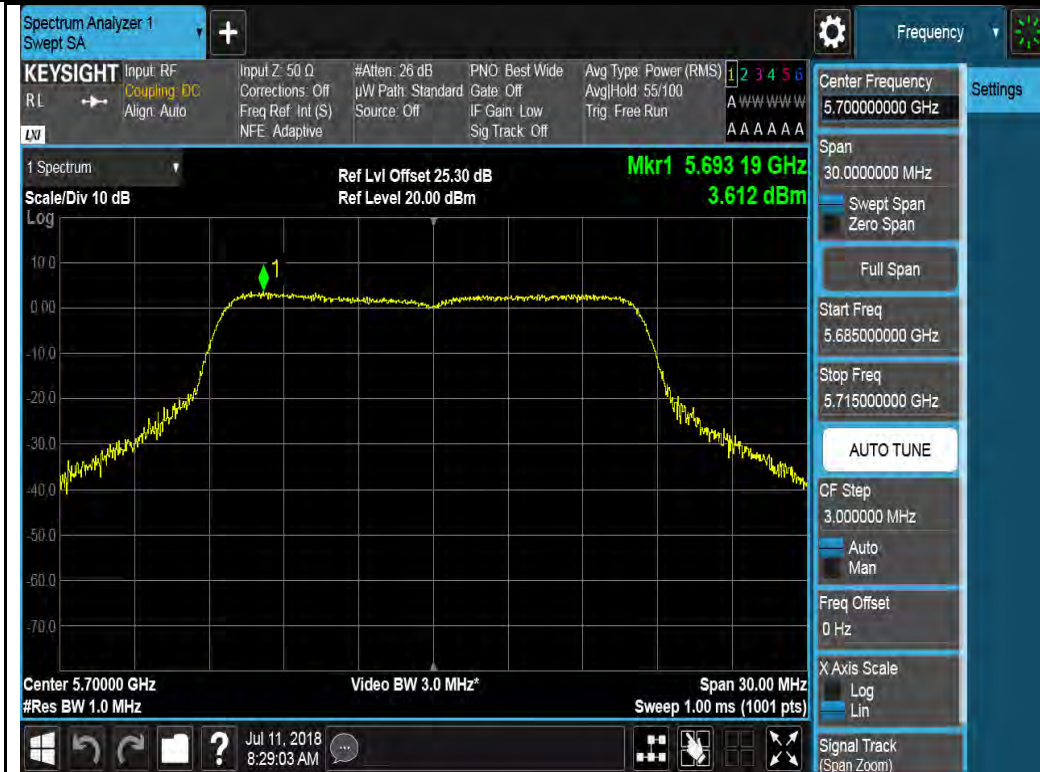 Spectrum Analyzer 1
Swept SA
+
Frequency
KEYSIGHT
RL
LXI
Input: RF
Coupling: DC
Align: Auto
Input Z: 50 Ω
Corrections: Off
Freq Ref: Int (S)
NFE: Adaptive
#Atten: 26 dB
µW Path: Standard
Source: Off
PNO: Best Wide
Gate: Off
IF Gain: Low
Sig Track: Off
Avg Type: Power (RMS)
Avg|Hold: 55/100
Trig: Free Run
1 2 3 4 5 6
A W W W W W
A A A A A A
1 Spectrum
Scale/Div 10 dB
Ref Lvl Offset 25.30 dB
Ref Level 20.00 dBm
Mkr1 5.693 19 GHz
3.612 dBm
Log
1
10.0
0.00
-10.0
-20.0
-30.0
-40.0
-50.0
-60.0
-70.0
Center 5.70000 GHz
#Res BW 1.0 MHz
Video BW 3.0 MHz*
Span 30.00 MHz
Sweep 1.00 ms (1001 pts)
?
Jul 11, 2018
8:29:03 AM
Center Frequency
5.700000000 GHz
Settings
Span
30.0000000 MHz
Swept Span
Zero Span
Full Span
Start Freq
5.685000000 GHz
Stop Freq
5.715000000 GHz
AUTO TUNE
CF Step
3.000000 MHz
Auto
Man
Freq Offset
0 Hz
X Axis Scale
Log
Lin
Signal Track
(Span Zoom)